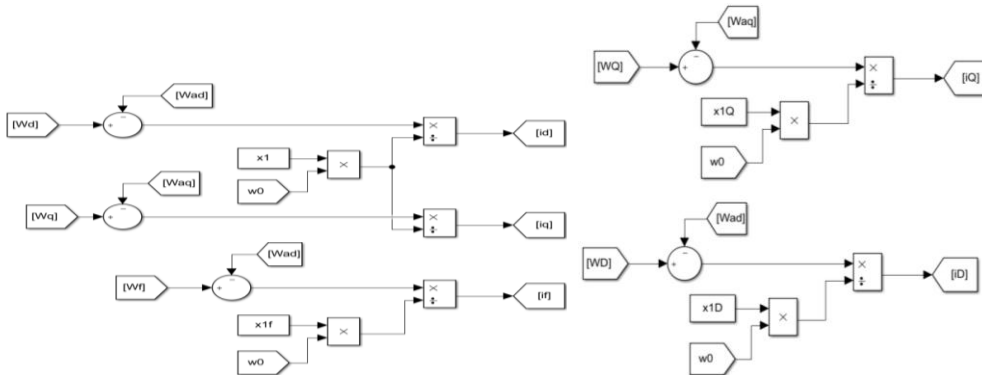 [Wad]
[Wd]
+
−
×
÷
[id]
x1
w0
×
[Waq]
[Wq]
+
−
×
÷
[iq]
[Wad]
[Wf]
+
−
×
÷
[if]
x1f
w0
×
[Waq]
[WQ]
+
−
×
÷
[iQ]
x1Q
w0
×
[Wad]
[WD]
+
−
×
÷
[iD]
x1D
w0
×